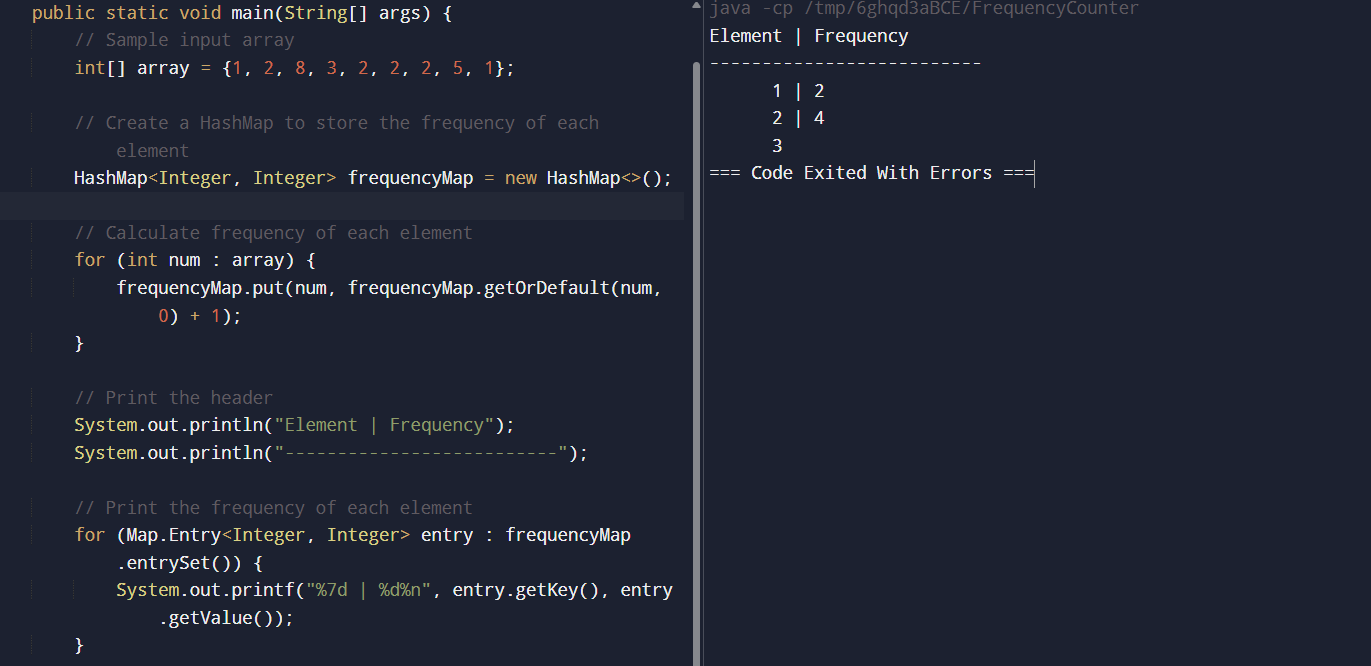 public static void main(String[] args) {
// Sample input array
int[] array = {1, 2, 8, 3, 2, 2, 2, 5, 1};
// Create a HashMap to store the frequency of each
element
HashMap<Integer, Integer> frequencyMap = new HashMap<>();
// Calculate frequency of each element
for (int num : array) {
frequencyMap.put(num, frequencyMap.getOrDefault(num,
0) + 1);
}
// Print the header
System.out.println("Element | Frequency");
System.out.println("--------------------------");
// Print the frequency of each element
for (Map.Entry<Integer, Integer> entry : frequencyMap
.entrySet()) {
System.out.printf("%7d | %d%n", entry.getKey(), entry
.getValue());
}
java -cp /tmp/6ghqd3aBCE/FrequencyCounter
Element | Frequency
--------------------------
1 | 2
2 | 4
3
=== Code Exited With Errors ===